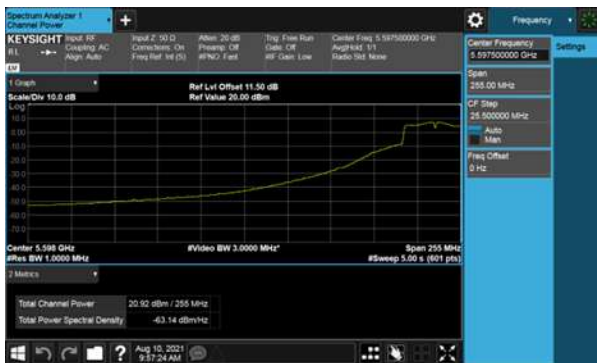 Spectrum Analyzer 1
Channel Power
+
Frequency
KEYSIGHT
Input: RF
Coupling: AC
Align: Auto
Input Z: 50 Ω
Corrections: On
Freq Ref: Int (S)
Atten: 20 dB
Preamp: Off
#PNO: Fast
Trig: Free Run
Gate: Off
#IF Gain: Low
Center Freq: 5.597500000 GHz
Avg|Hold: 1/1
Radio Std: None
Center Frequency
5.597500000 GHz
Settings
Span
255.00 MHz
CF Step
25.500000 MHz
Auto
Man
Freq Offset
0 Hz
1 Graph
Scale/Div 10.0 dB
Ref Lvl Offset 11.50 dB
Ref Value 20.00 dBm
Log
10.0
0.00
-10.0
-20.0
-30.0
-40.0
-50.0
-60.0
-70.0
Center 5.598 GHz
#Video BW 3.0000 MHz*
Span 255 MHz
#Res BW 1.0000 MHz
#Sweep 5.00 s (601 pts)
2 Metrics
Total Channel Power 20.92 dBm / 255 MHz
Total Power Spectral Density -63.14 dBm/Hz
?
Aug 10, 2021
9:57:24 AM